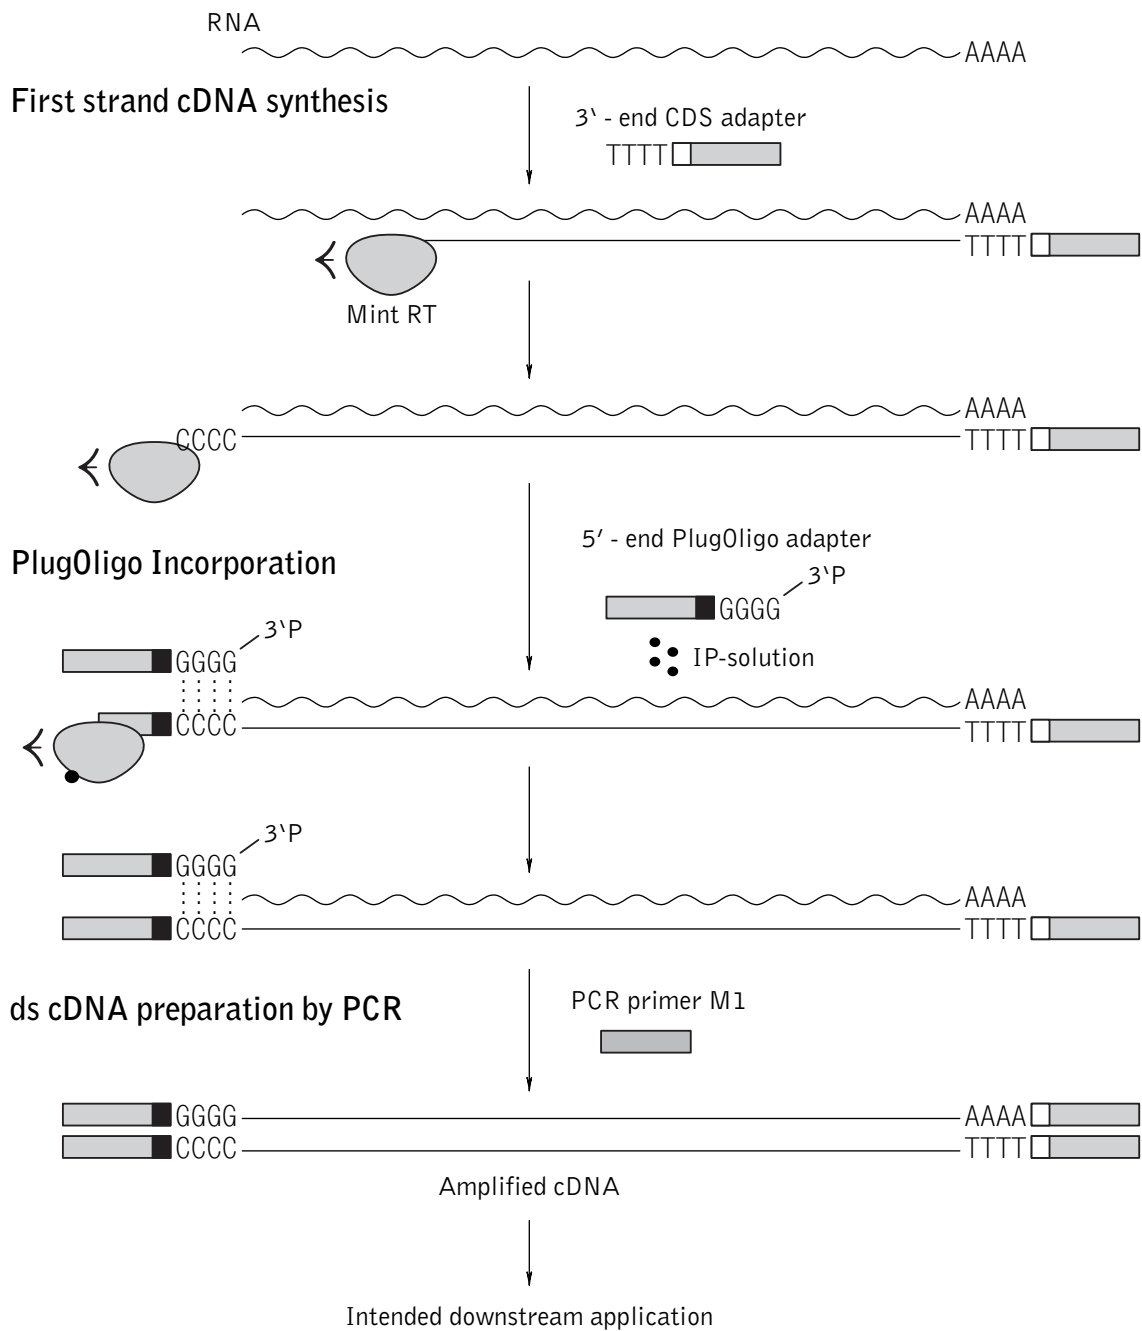 RNA
AAAA
First strand cDNA synthesis
3‘ - end CDS adapter
TTTT
AAAA
TTTT
Mint RT
AAAA
CCCC
TTTT
5′ - end PlugOligo adapter
PlugOligo Incorporation
3‘P
GGGG
3‘P
GGGG
IP-solution
AAAA
CCCC
TTTT
3‘P
GGGG
AAAA
CCCC
TTTT
ds cDNA preparation by PCR
PCR primer M1
GGGG
AAAA
CCCC
TTTT
Amplified cDNA
Intended downstream application